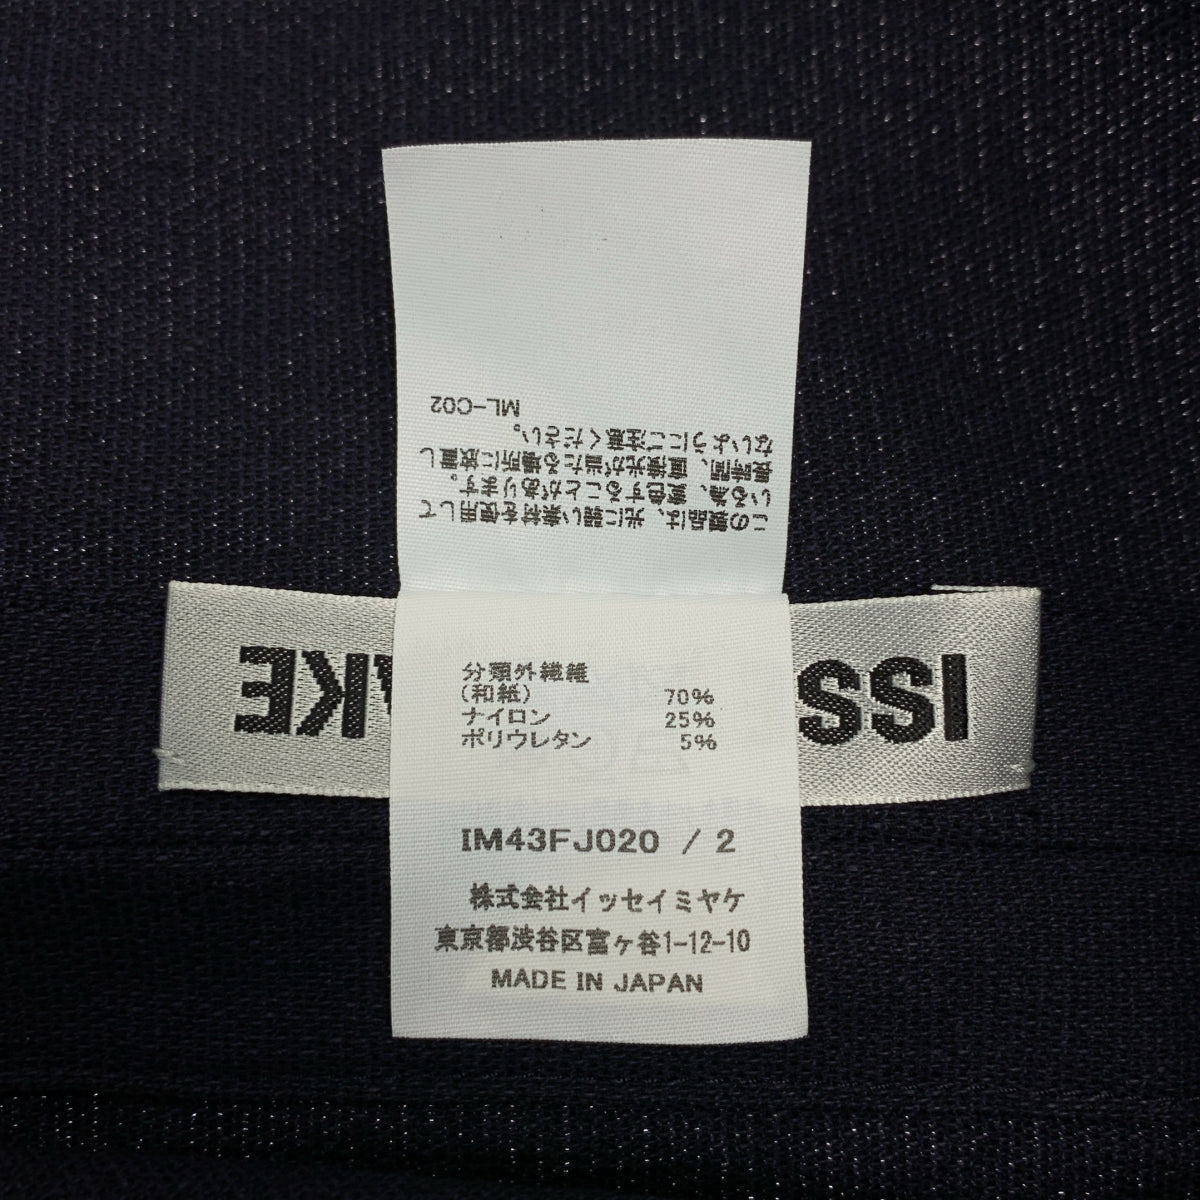 この製品は、光に弱い素材を使用して
いる為、変色することがあります。
長時間、直接光が当たる場所に放置し
ないようにご注意ください。
ML-C02
ISS
AKE
分類外繊維
(和紙) 70%
ナイロン 25%
ポリウレタン 5%
IM43FJ020 / 2
株式会社イッセイミヤケ
東京都渋谷区富ヶ谷1-12-10
MADE IN JAPAN